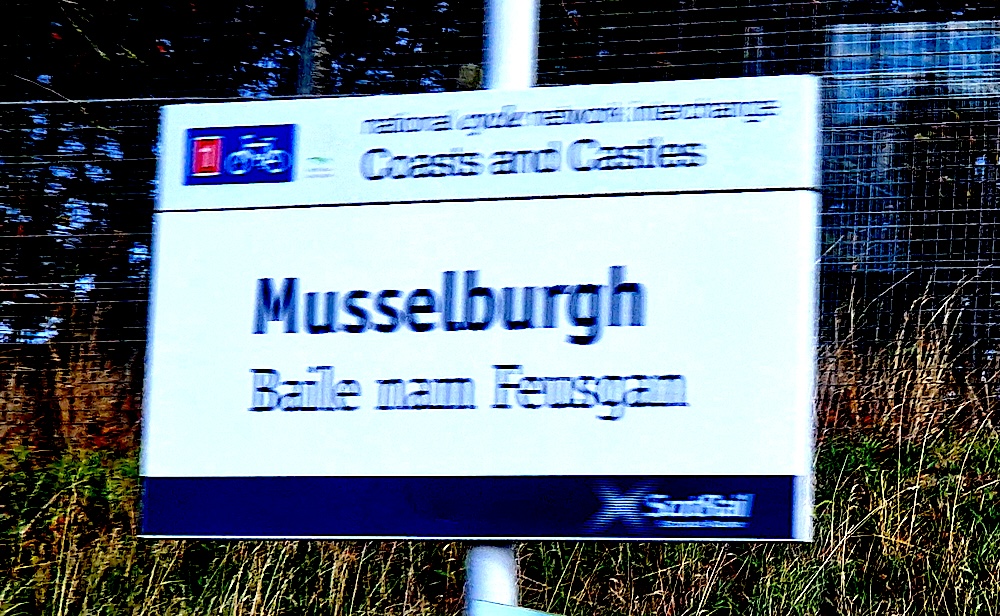 national cycle network interchange
Coasts and Castles
Musselburgh
Baile nam Feusgan
ScotRail